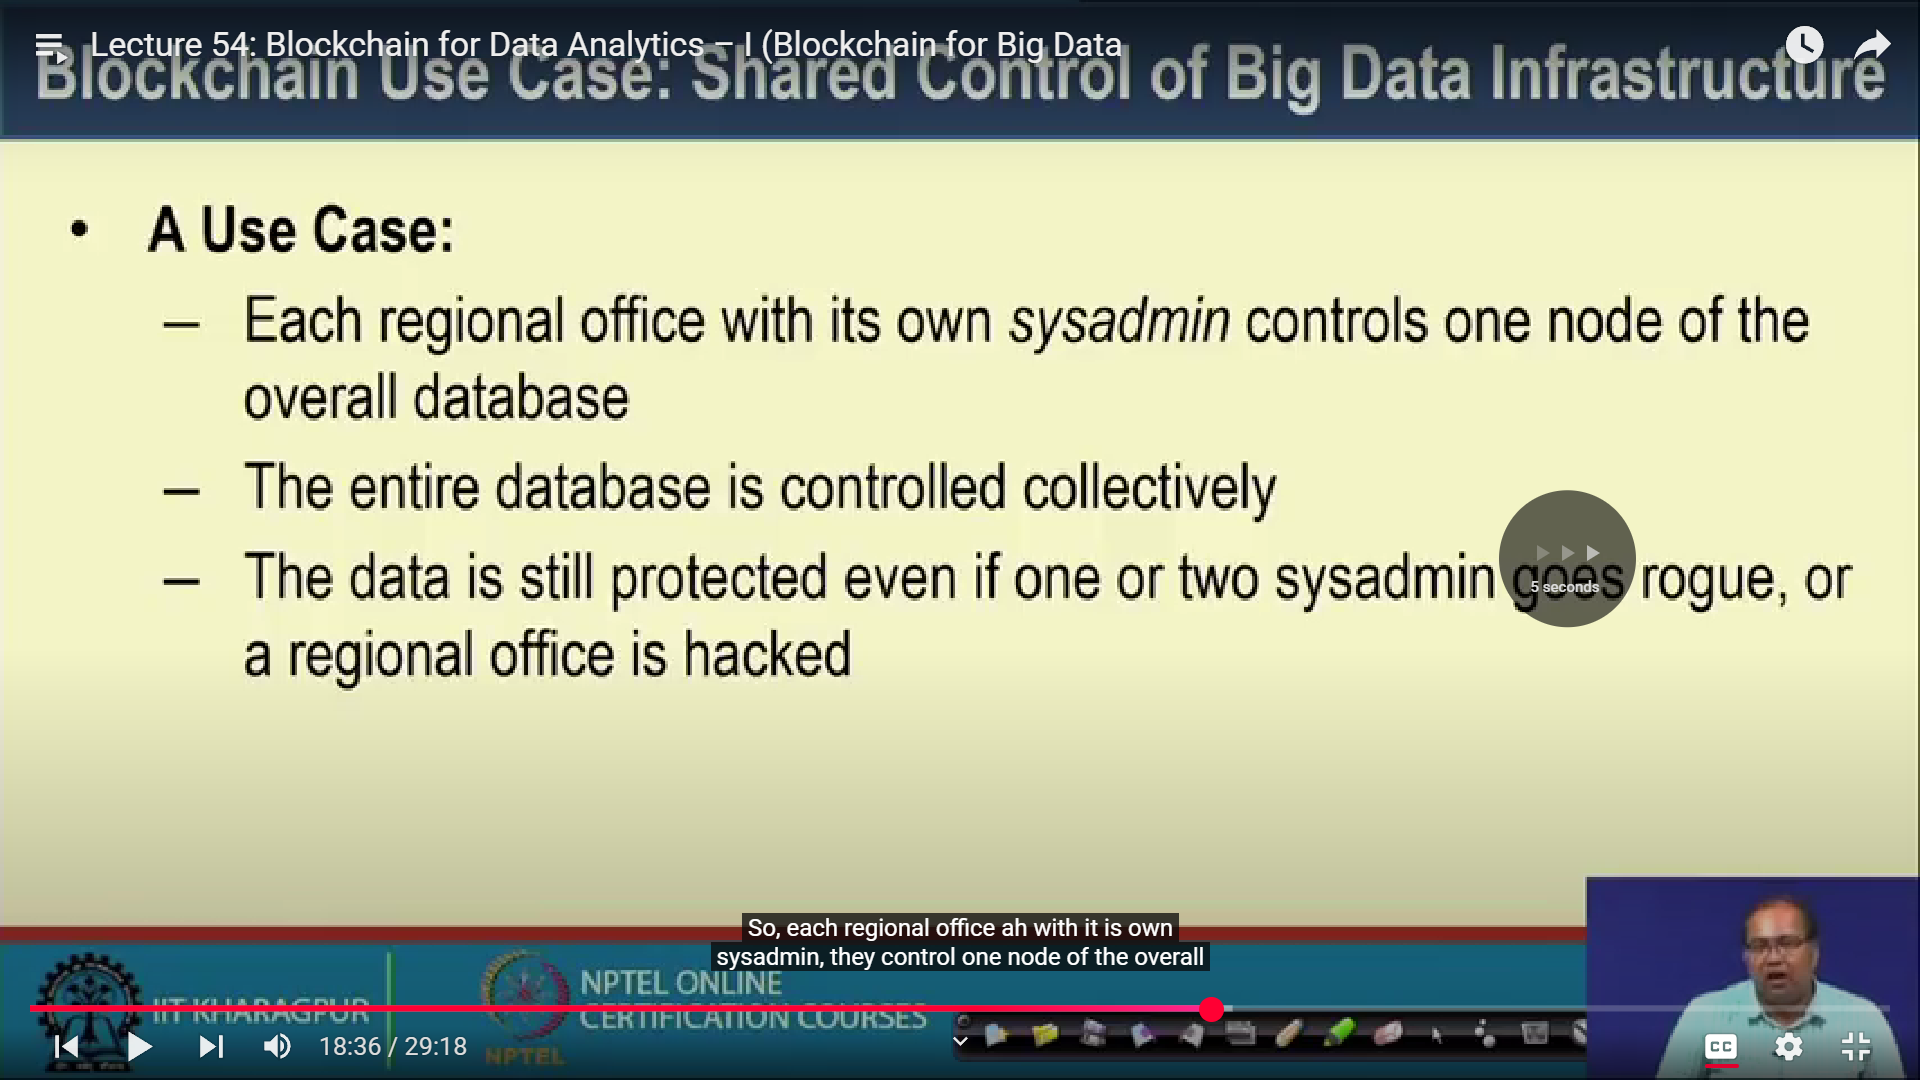 Lecture 54: Blockchain for Data Analytics – I (Blockchain for Big Data
Blockchain Use Case: Shared Control of Big Data Infrastructure
• A Use Case:
– Each regional office with its own sysadmin controls one node of the
overall database
– The entire database is controlled collectively
– The data is still protected even if one or two sysadmin goes rogue, or
a regional office is hacked
5 seconds
So, each regional office ah with it is own
sysadmin, they control one node of the overall
IIT KHARAGPUR
NPTEL ONLINE
CERTIFICATION COURSES
NPTEL
18:36 / 29:18
CC